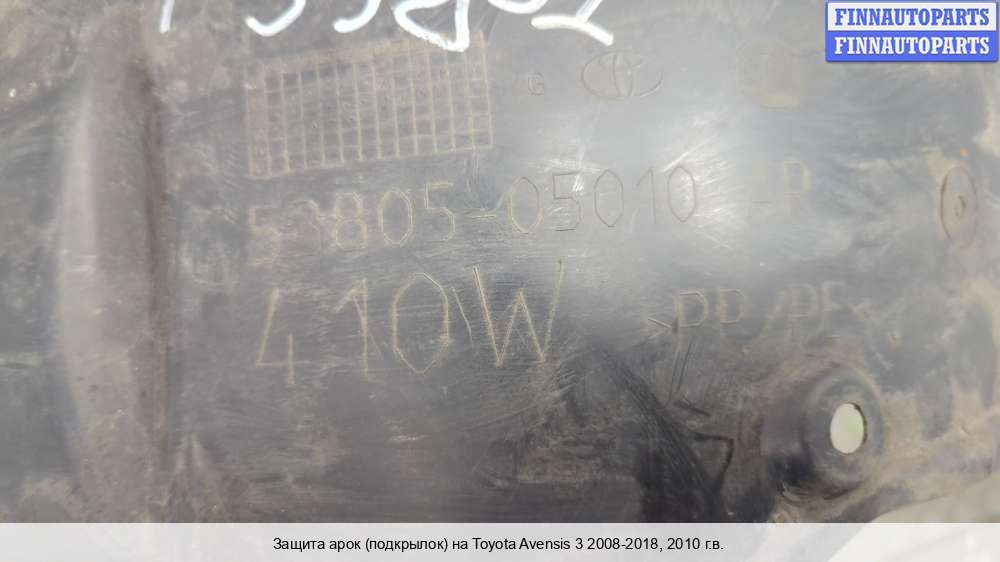 FINNAUTOPARTS
FINNAUTOPARTS
53805-05010
410W
>PP/PE<
Защита арок (подкрылок) на Toyota Avensis 3 2008-2018, 2010 г.в.